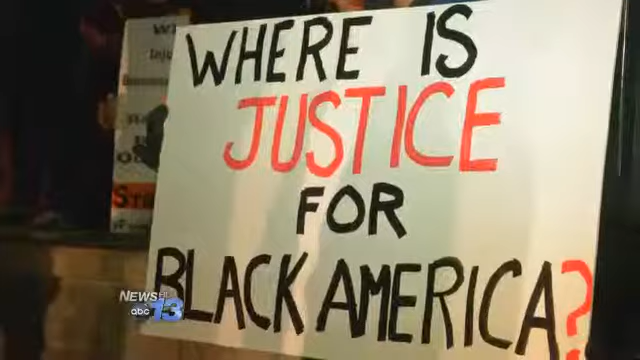 WHERE IS
JUSTICE
FOR
BLACK AMERICA?
NEWS
abc 13